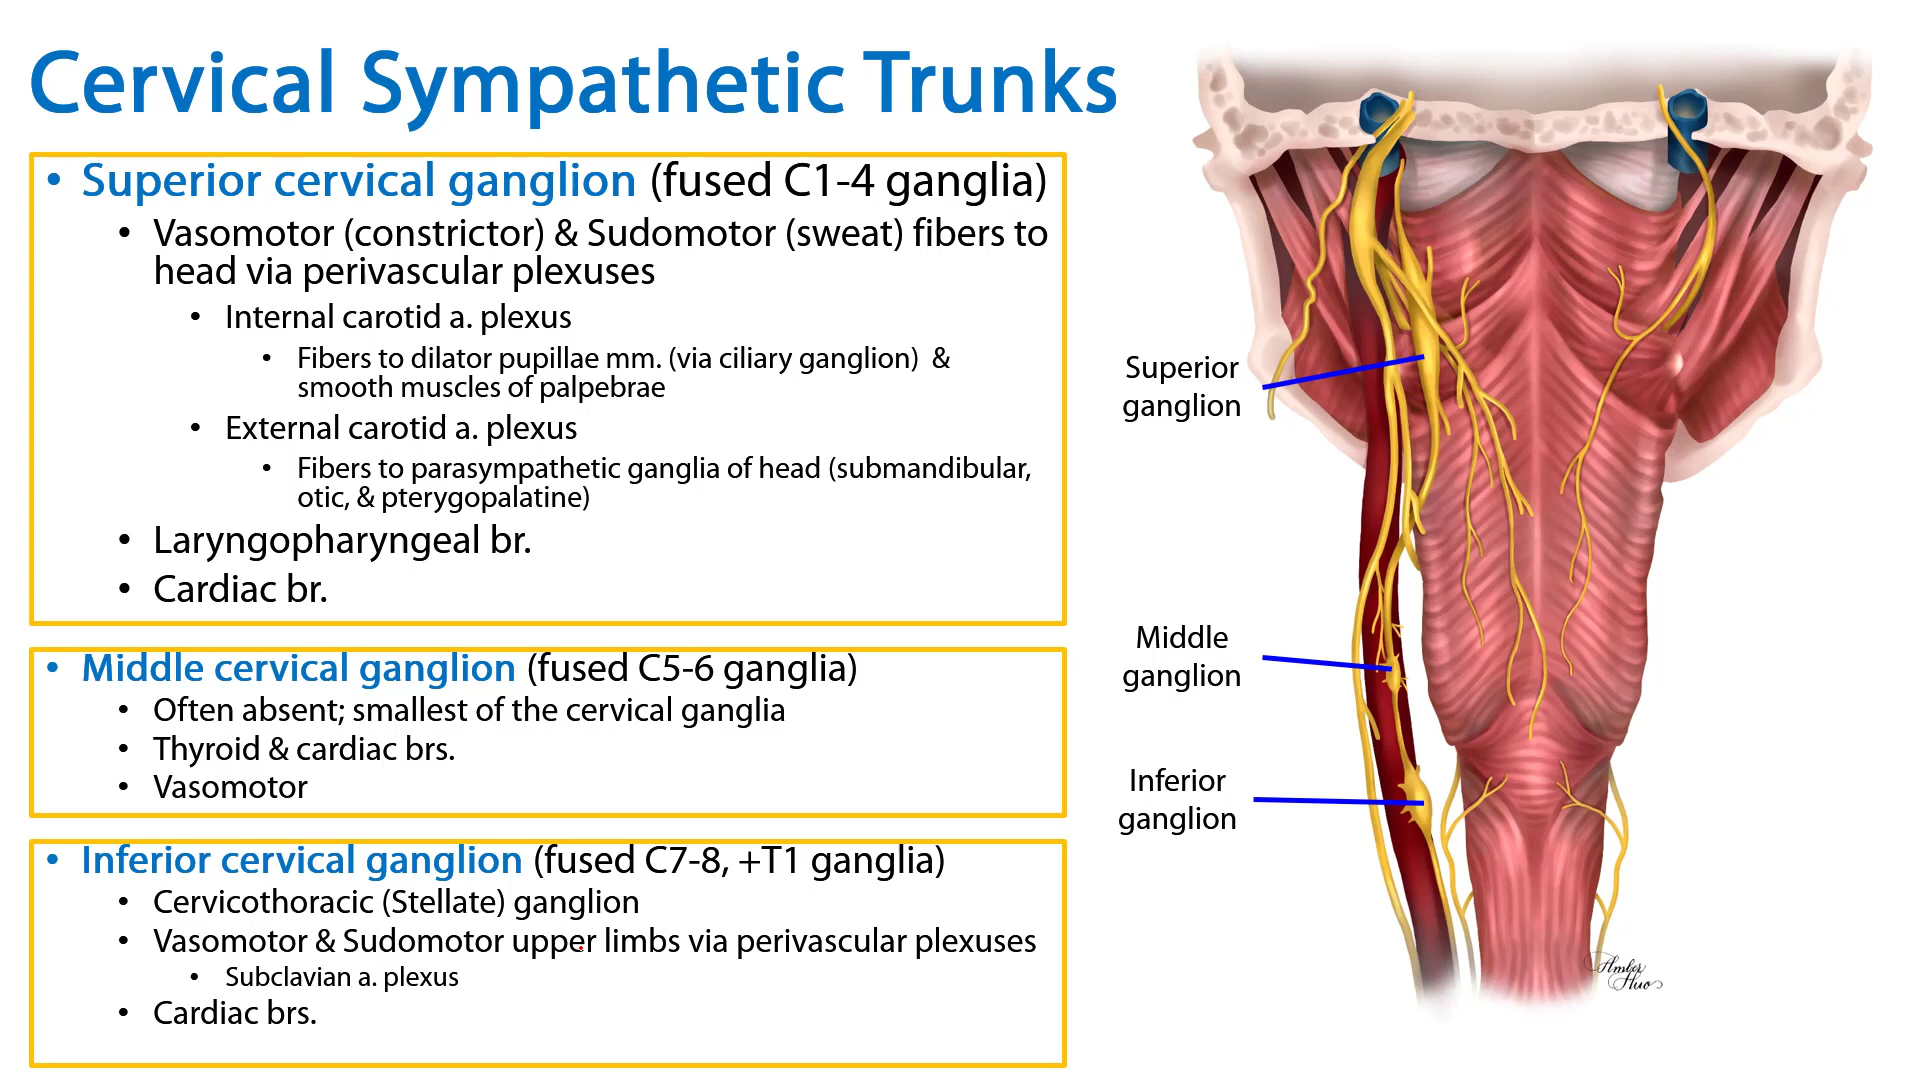 Cervical Sympathetic Trunks
• Superior cervical ganglion (fused C1-4 ganglia)
• Vasomotor (constrictor) & Sudomotor (sweat) fibers to
head via perivascular plexuses
• Internal carotid a. plexus
• Fibers to dilator pupillae mm. (via ciliary ganglion) &
smooth muscles of palpebrae
• External carotid a. plexus
• Fibers to parasympathetic ganglia of head (submandibular,
otic, & pterygopalatine)
• Laryngopharyngeal br.
• Cardiac br.
• Middle cervical ganglion (fused C5-6 ganglia)
• Often absent; smallest of the cervical ganglia
• Thyroid & cardiac brs.
• Vasomotor
• Inferior cervical ganglion (fused C7-8, +T1 ganglia)
• Cervicothoracic (Stellate) ganglion
• Vasomotor & Sudomotor upper limbs via perivascular plexuses
• Subclavian a. plexus
• Cardiac brs.
Superior
ganglion
Middle
ganglion
Inferior
ganglion
Amber
Huo